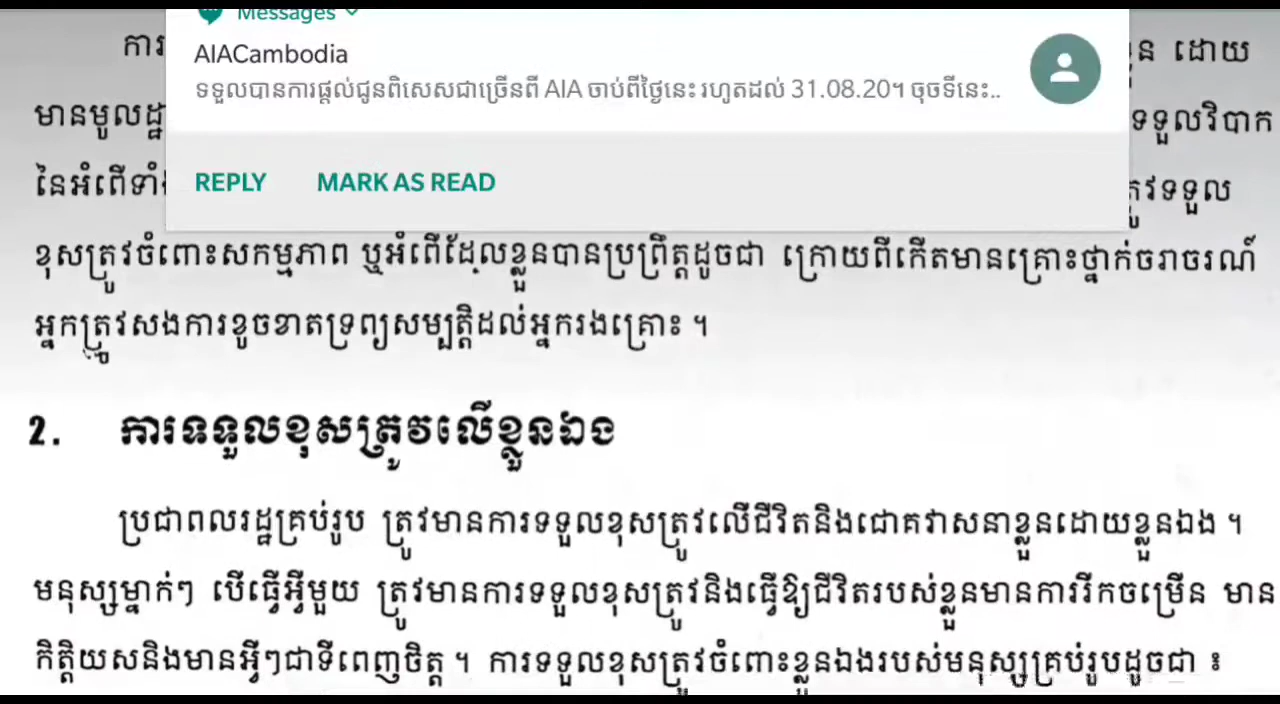 Messages
ការ
AIACambodia
ន ដោយ
ទទួលបានការផ្តល់ជូនពិសេសជាច្រើនពី AIA ចាប់ពីថ្ងៃនេះ រហូតដល់ 31.08.20។ ចុចទីនេះ..
មានមូលដ្ឋ
ទទួលវិបាក
នៃអំពើទាំង
REPLY MARK AS READ
ត្រូវទទួល
ខុសត្រូវចំពោះសកម្មភាព ឬអំពើដែលខ្លួនបានប្រព្រឹត្តដូចជា ក្រោយពីកើតមានគ្រោះថ្នាក់ចរាចរណ៍
អ្នកត្រូវសងការខូចខាតទ្រព្យសម្បត្តិដល់អ្នករងគ្រោះ ។
2. ការទទួលខុសត្រូវលើខ្លួនឯង
ប្រជាពលរដ្ឋគ្រប់រូប ត្រូវមានការទទួលខុសត្រូវលើជីវិតនិងជោគវាសនាខ្លួនដោយខ្លួនឯង ។
មនុស្សម្នាក់ៗ បើធ្វើអ្វីមួយ ត្រូវមានការទទួលខុសត្រូវនិងធ្វើឱ្យជីវិតរបស់ខ្លួនមានការរីកចម្រើន មាន
កិត្តិយសនិងមានអ្វីៗជាទីពេញចិត្ត ។ ការទទួលខុសត្រូវចំពោះខ្លួនឯងរបស់មនុស្សគ្រប់រូបដូចជា ៖